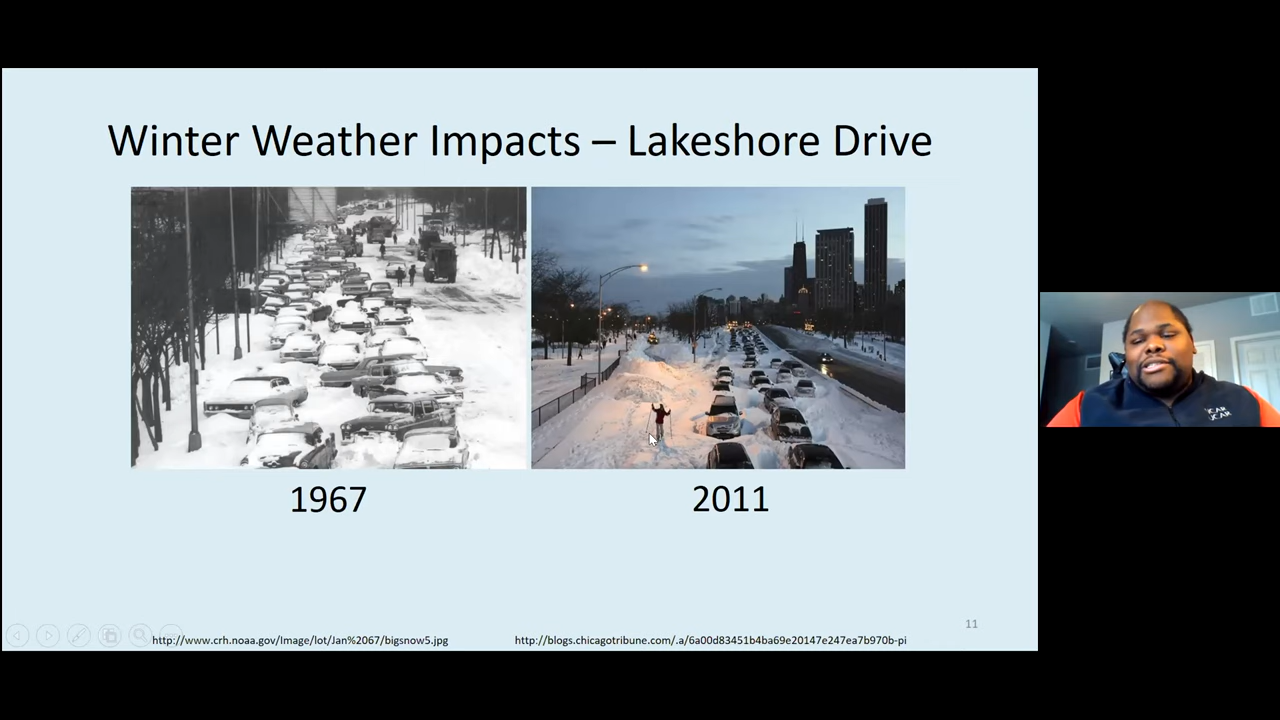 Winter Weather Impacts – Lakeshore Drive
1967
2011
11
http://www.crh.noaa.gov/Image/lot/Jan%2067/bigsnow5.jpg
http://blogs.chicagotribune.com/.a/6a00d83451b4ba69e20147e247ea7b970b-pi
UCAR